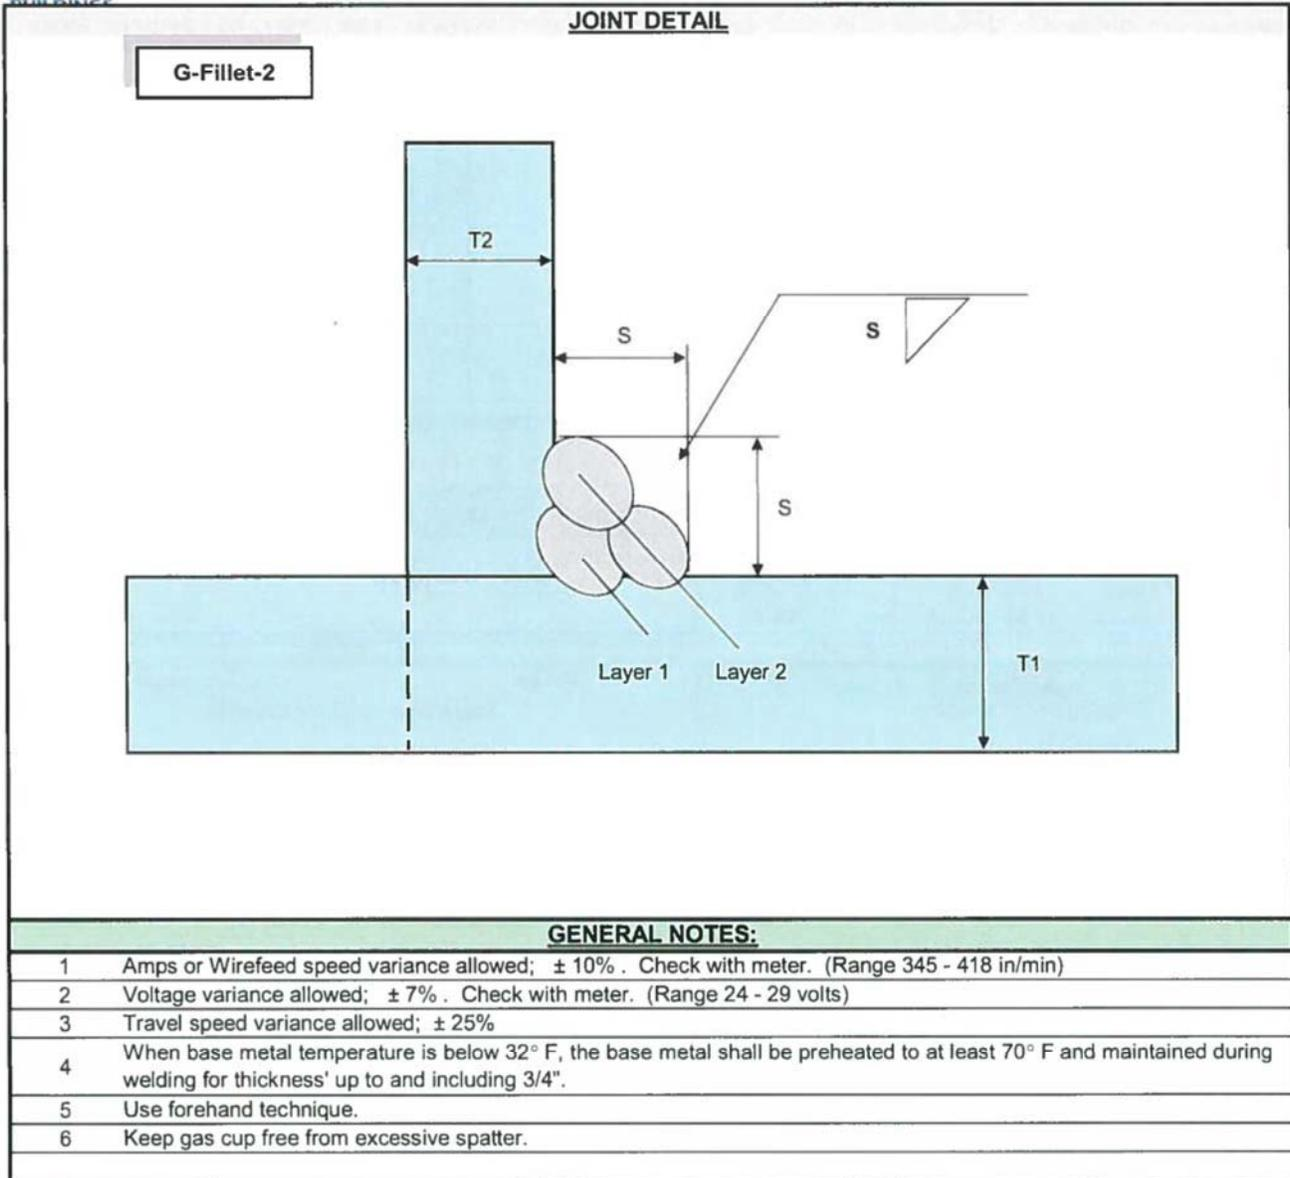 JOINT DETAIL
G-Fillet-2
T2
S
S
S
Layer 1
Layer 2
T1
GENERAL NOTES:
1 Amps or Wirefeed speed variance allowed; ± 10% . Check with meter. (Range 345 - 418 in/min)
2 Voltage variance allowed; ± 7% . Check with meter. (Range 24 - 29 volts)
3 Travel speed variance allowed; ± 25%
4 When base metal temperature is below 32° F, the base metal shall be preheated to at least 70° F and maintained during
welding for thickness' up to and including 3/4".
5 Use forehand technique.
6 Keep gas cup free from excessive spatter.